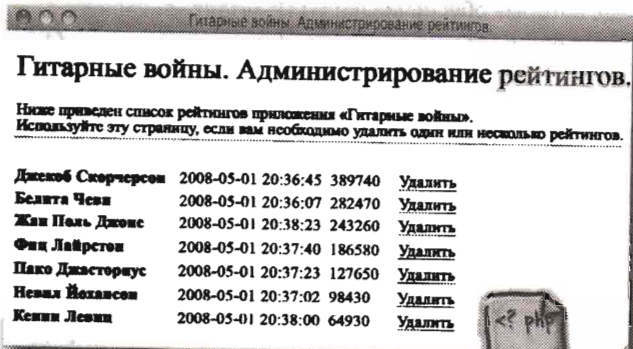 Гитарные войны. Администрирование рейтингов.
Гитарные войны. Администрирование рейтингов.
Ниже приведен список рейтингов приложения «Гитарные войны».
Используйте эту страницу, если вам необходимо удалить один или несколько рейтингов.
Джекоб Скорчерсон 2008-05-01 20:36:45 389740 Удалить
Белита Чеви 2008-05-01 20:36:07 282470 Удалить
Жан Поль Джонс 2008-05-01 20:38:23 243260 Удалить
Фиц Лайрстон 2008-05-01 20:37:40 186580 Удалить
Пако Джасториус 2008-05-01 20:37:23 127650 Удалить
Невил Йохансон 2008-05-01 20:37:02 98430 Удалить
Кенни Левиц 2008-05-01 20:38:00 64930 Удалить
<? php